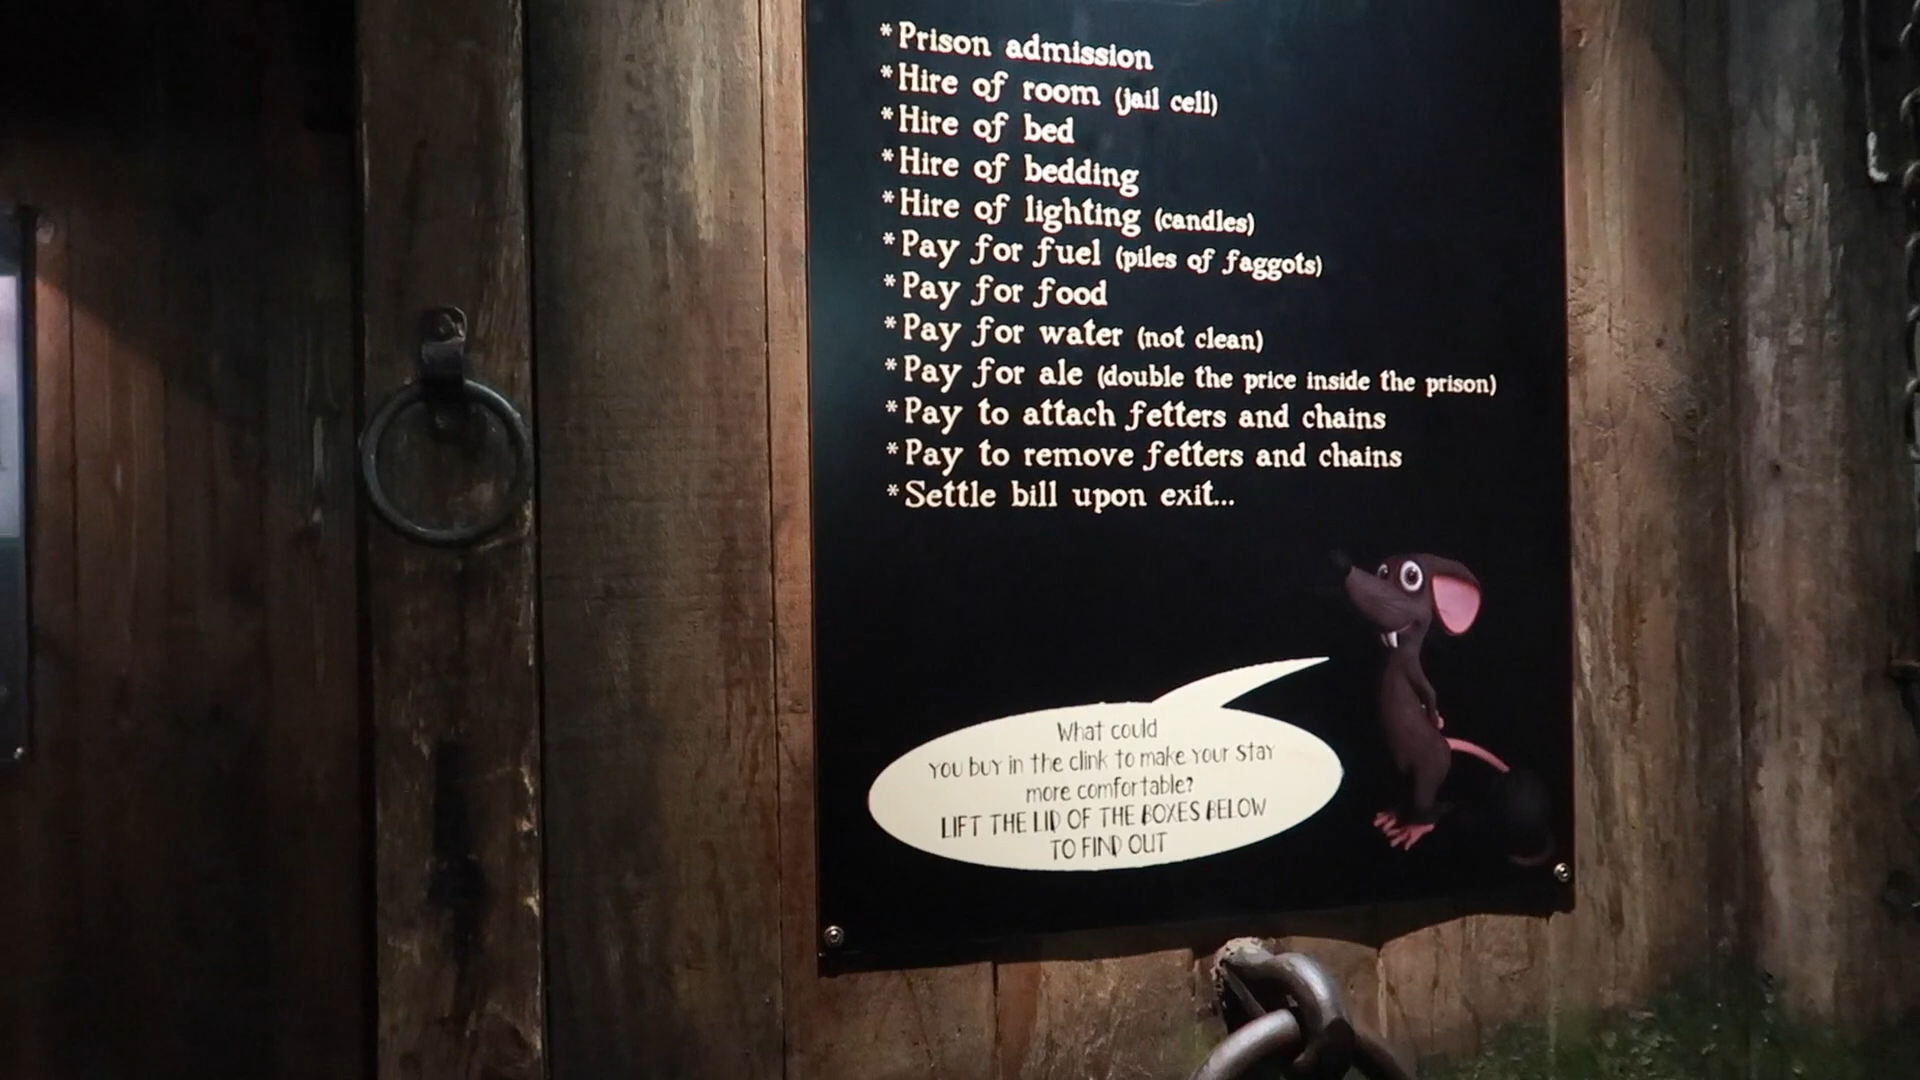 *Prison admission
*Hire of room (jail cell)
*Hire of bed
*Hire of bedding
*Hire of lighting (candles)
*Pay for fuel (piles of faggots)
*Pay for food
*Pay for water (not clean)
*Pay for ale (double the price inside the prison)
*Pay to attach fetters and chains
*Pay to remove fetters and chains
*Settle bill upon exit...
What could
you buy in the clink to make your stay
more comfortable?
LIFT THE LID OF THE BOXES BELOW
TO FIND OUT